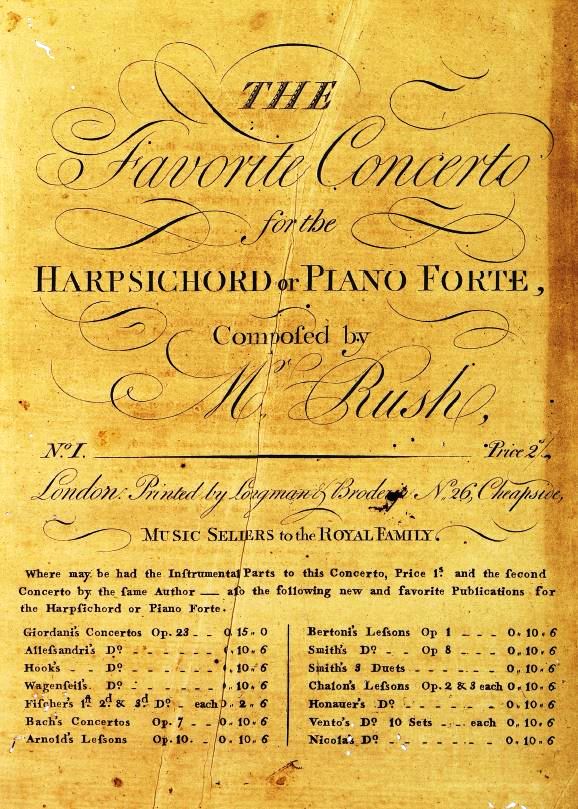 THE
Favorite Concerto
for the
HARPSICHORD or PIANO FORTE,
Compoſed by
Mr. Rush,
No. I. Price 2s/.
London: Printed by Longman & Broderip No. 26, Cheapside,
MUSIC SELLERS to the ROYAL FAMILY.
Where may be had the Inſtrumental Parts to this Concerto, Price 1s. and the second
Concerto by the ſame Author — alſo the following new and favorite Publications for
the Harpſichord or Piano Forte.
Giordani's Concertos Op. 23 _ _ 0.15.0
Alleſsandri's Do. _ _ _ _ _ .10.6
Hook's _ _ Do. _ _ _ _ _ .10.6
Wagenſeil's Do. _ _ _ _ _ .10.6
Fiſcher's 1st. 2d. & 3d. Do. _ each 0.2.6
Bach's Concertos Op. 7 _ _ 0.10.6
Arnold's Leſsons Op. 10 _ _ 0.10.6
Bertoni's Leſsons Op 1 _ _ _ 0.10.6
Smith's Do. _ Op 8 _ _ _ 0.10.6
Smith's 3 Duets _ _ _ _ _ 0.10.6
Chalon's Leſsons Op. 2 & 3 each 0.10.6
Honauer's Do. _ _ _ _ _ 0.10.6
Vento's Do. 10 Sets _ _ each 0.10.6
Nicolai's Do. _ _ _ _ _ 0.10.6